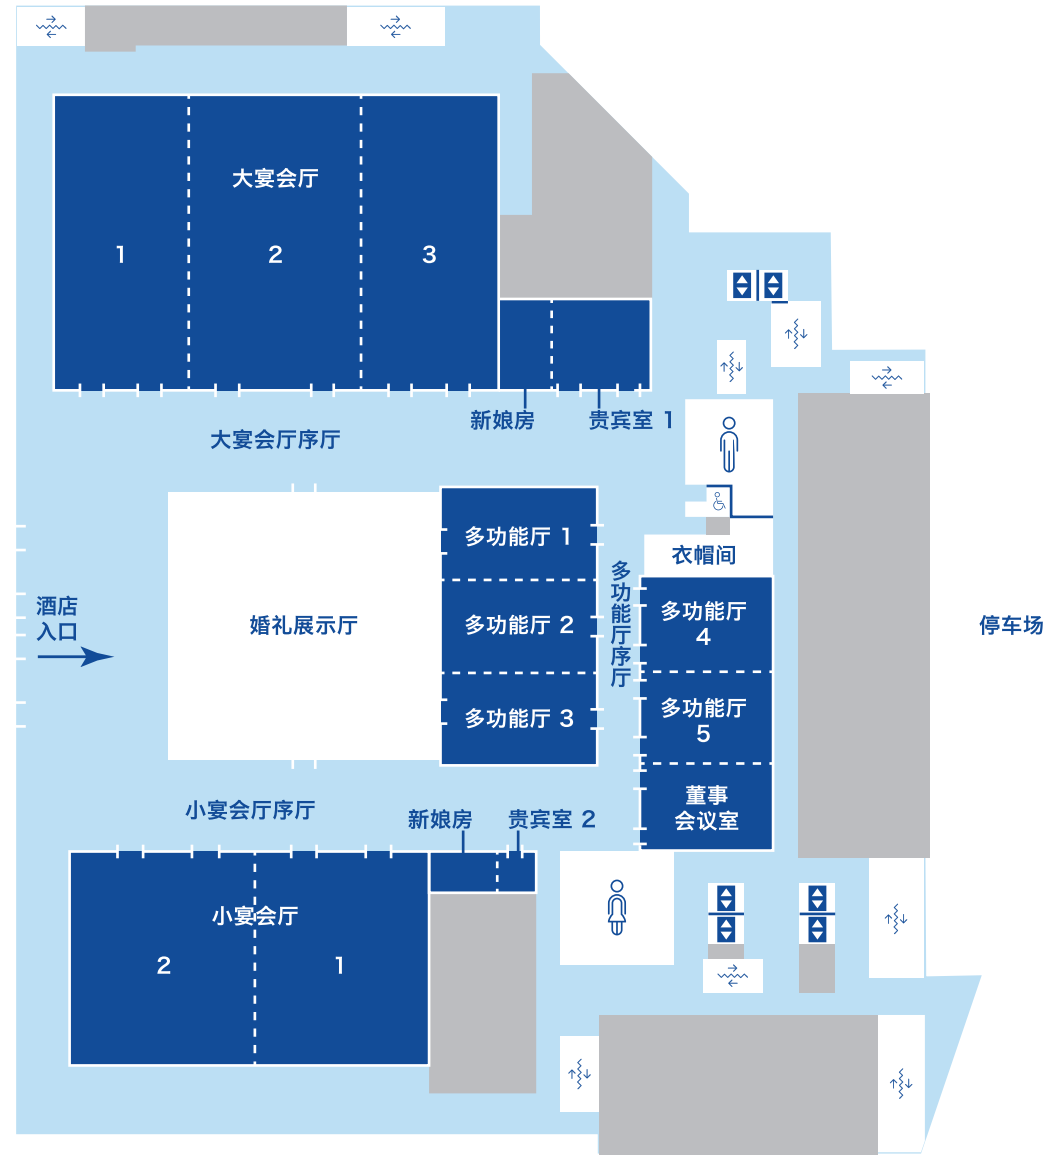 大宴会厅
1
2
3
新娘房
贵宾室 1
大宴会厅序厅
多功能厅 1
衣帽间
多功能厅序厅
酒店
入口
婚礼展示厅
多功能厅 2
多功能厅
4
停车场
多功能厅 3
多功能厅
5
董事
会议室
小宴会厅序厅
新娘房
贵宾室 2
小宴会厅
2
1